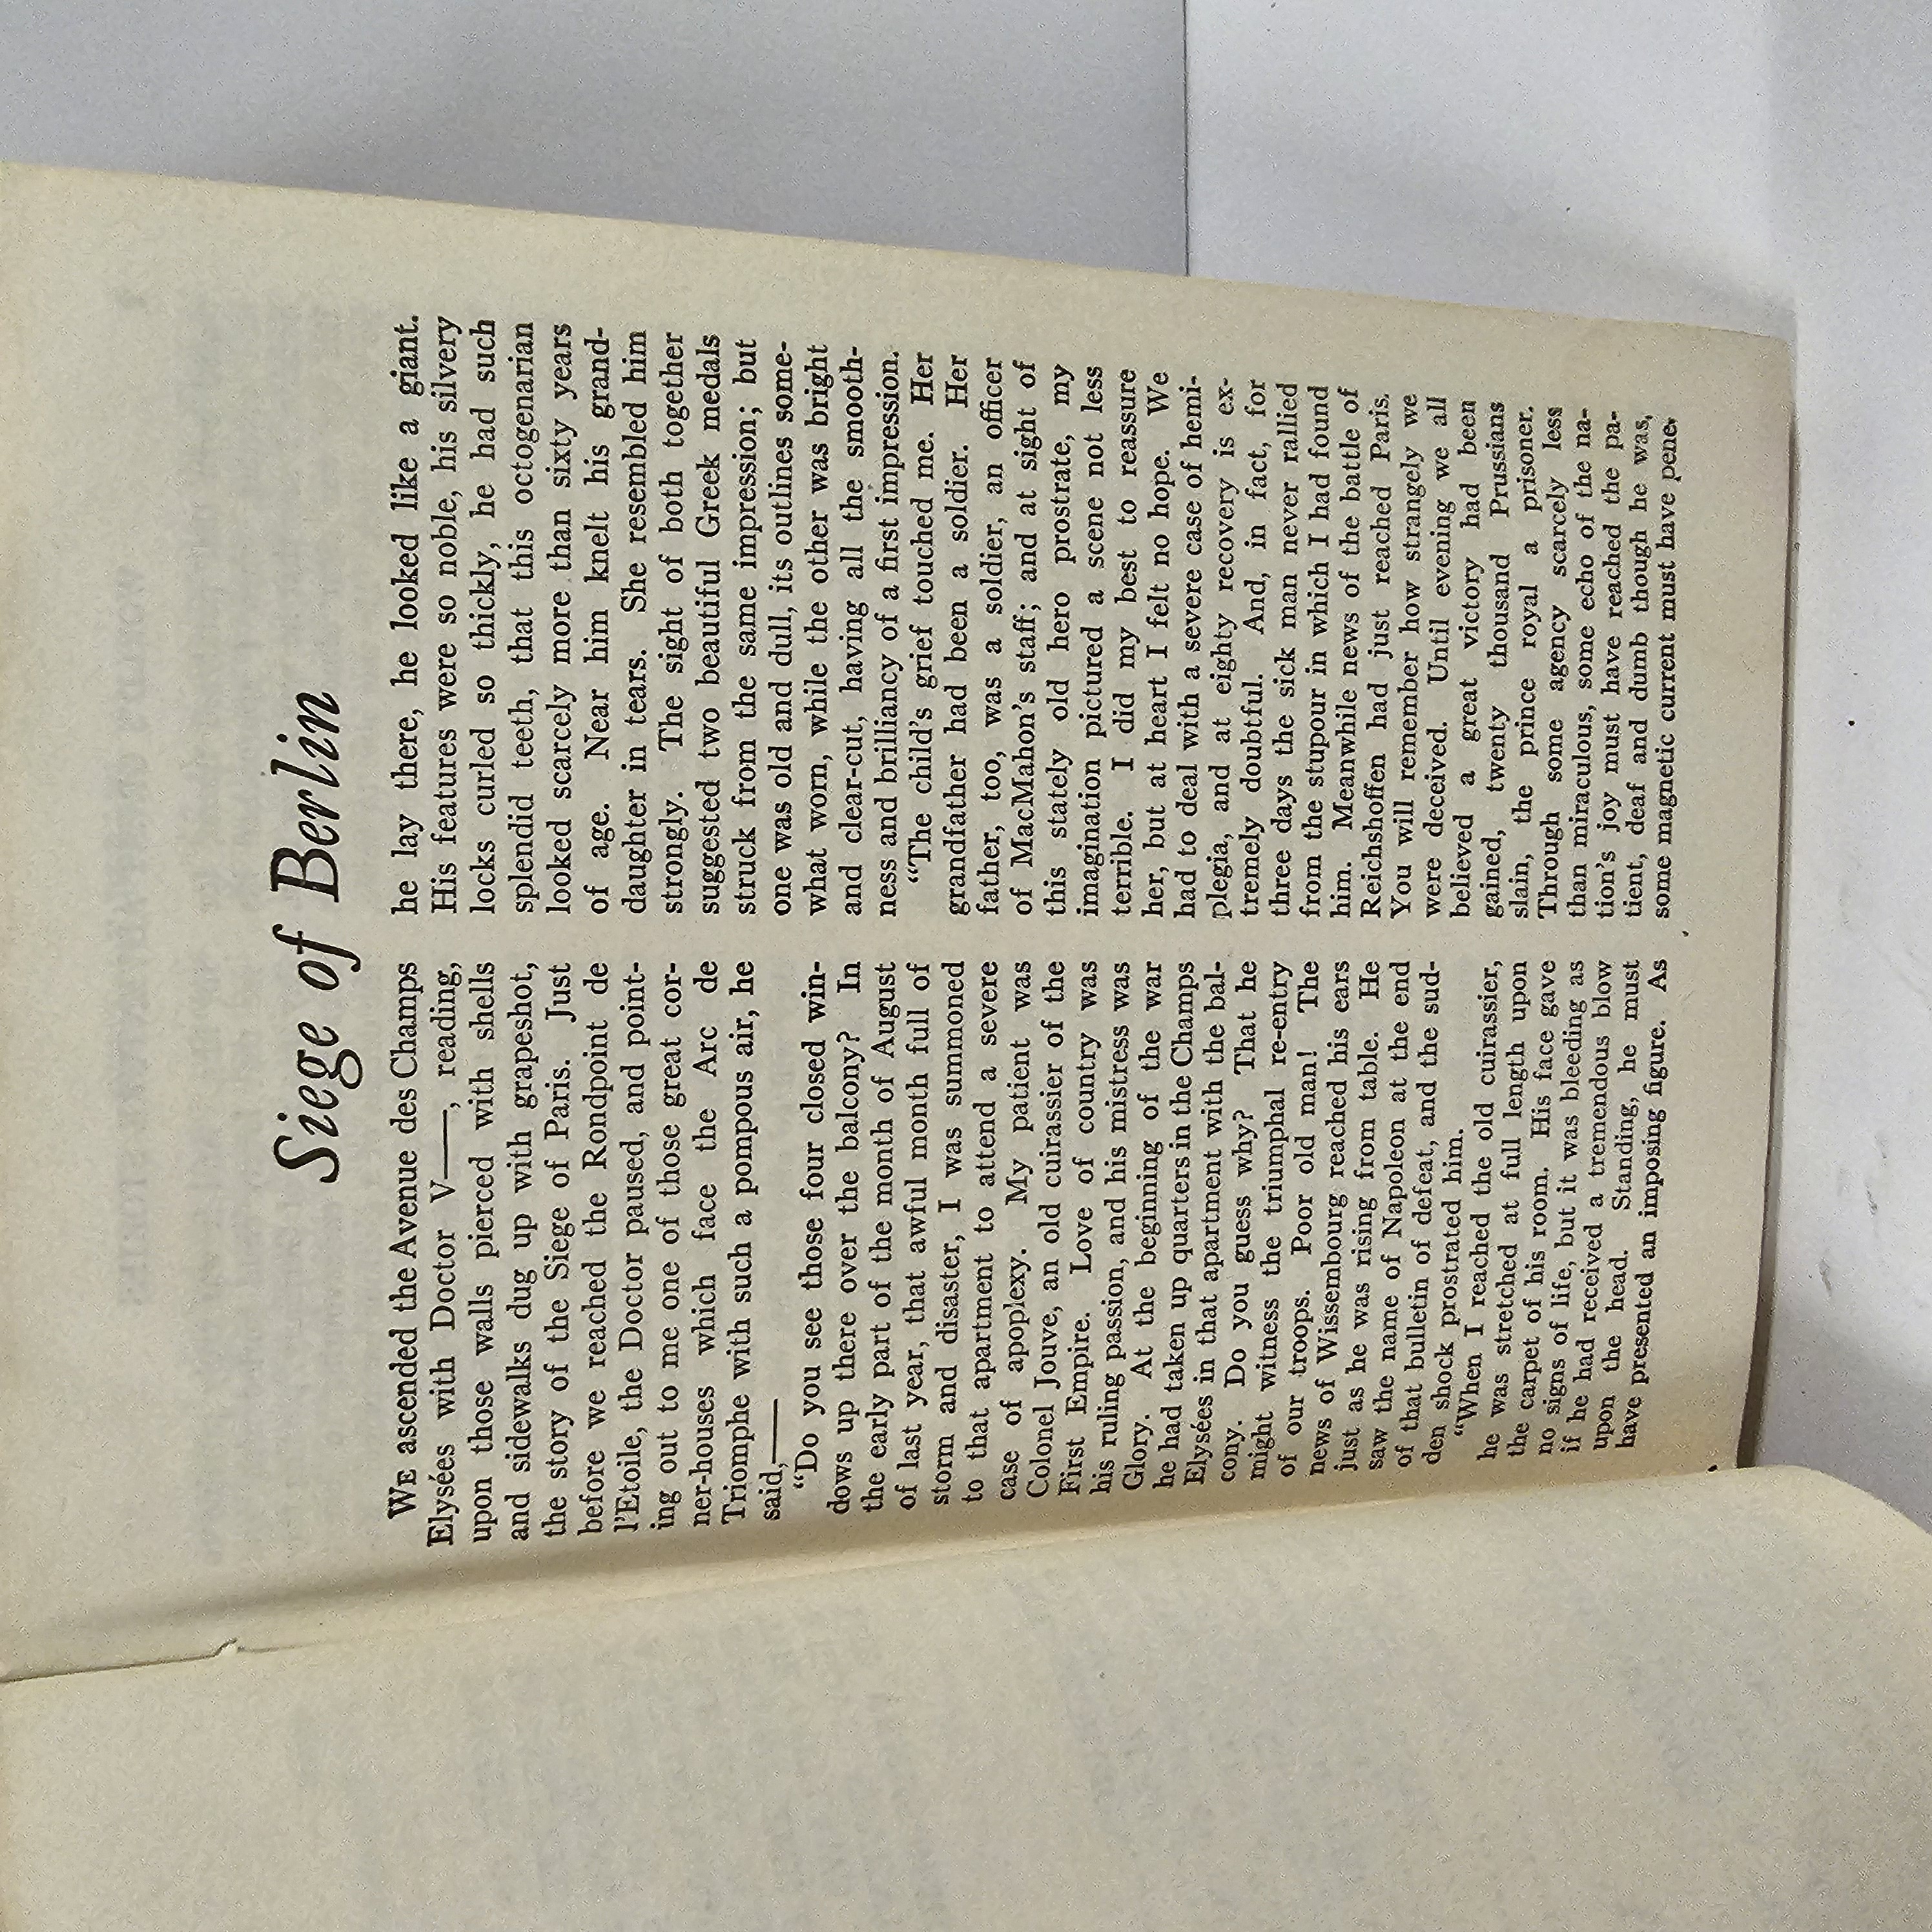 Siege of Berlin
WE ascended the Avenue des Champs
Elysées with Doctor V——, reading,
upon those walls pierced with shells
and sidewalks dug up with grapeshot,
the story of the Siege of Paris. Just
before we reached the Rondpoint de
l'Etoile, the Doctor paused, and point-
ing out to me one of those great cor-
ner-houses which face the Arc de
Triomphe with such a pompous air, he
said,——
"Do you see those four closed win-
dows up there over the balcony? In
the early part of the month of August
of last year, that awful month full of
storm and disaster, I was summoned
to that apartment to attend a severe
case of apoplexy. My patient was
Colonel Jouve, an old cuirassier of the
First Empire. Love of country was
his ruling passion, and his mistress was
Glory. At the beginning of the war
he had taken up quarters in the Champs
Elysées in that apartment with the bal-
cony. Do you guess why? That he
might witness the triumphal re-entry
of our troops. Poor old man! The
news of Wissembourg reached his ears
just as he was rising from table. He
saw the name of Napoleon at the end
of that bulletin of defeat, and the sud-
den shock prostrated him.
"When I reached the old cuirassier,
he was stretched at full length upon
the carpet of his room. His face gave
no signs of life, but it was bleeding as
if he had received a tremendous blow
upon the head. Standing, he must
have presented an imposing figure. As
he lay there, he looked like a giant.
His features were so noble, his silvery
locks curled so thickly, he had such
splendid teeth, that this octogenarian
looked scarcely more than sixty years
of age. Near him knelt his grand-
daughter in tears. She resembled him
strongly. The sight of both together
suggested two beautiful Greek medals
struck from the same impression; but
one was old and dull, its outlines some-
what worn, while the other was bright
and clear-cut, having all the smooth-
ness and brilliancy of a first impression.
"The child's grief touched me. Her
grandfather had been a soldier. Her
father, too, was a soldier, an officer
of MacMahon's staff; and at sight of
this stately old hero prostrate, my
imagination pictured a scene not less
terrible. I did my best to reassure
her, but at heart I felt no hope. We
had to deal with a severe case of hemi-
plegia, and at eighty recovery is ex-
tremely doubtful. And, in fact, for
three days the sick man never rallied
from the stupour in which I had found
him. Meanwhile news of the battle of
Reichshoffen had just reached Paris.
You will remember how strangely we
were deceived. Until evening we all
believed a great victory had been
gained, twenty thousand Prussians
slain, the prince royal a prisoner.
Through some agency scarcely less
than miraculous, some echo of the na-
tion's joy must have reached the pa-
tient, deaf and dumb though he was,
some magnetic current must have pene-